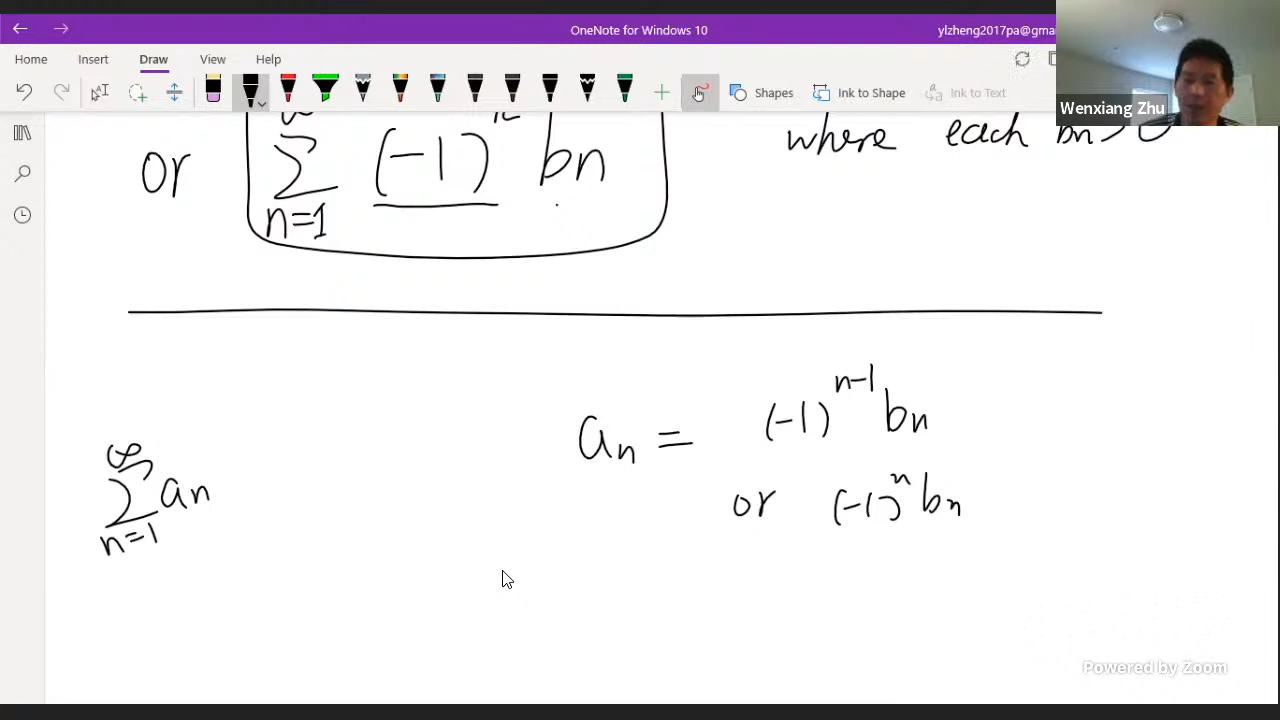 OneNote for Windows 10
ylzheng2017pa@gma
Home Insert Draw View Help
Shapes Ink to Shape Ink to Text
Wenxiang Zhu
where each bn>0
or ∑ (-1) bn
n=1
an = (-1)^{n-1} bn
or (-1)^n bn
∞
∑ an
n=1
Powered by Zoom